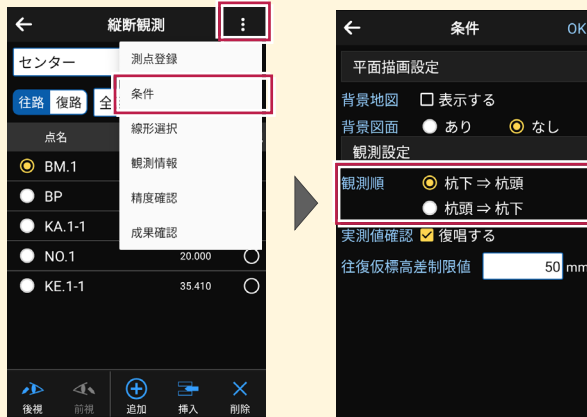 縦断観測
センター
往路 復路 全
点名
BM.1
BP
KA.1-1
NO.1 20.000
KE.1-1 35.410
測点登録
条件
線形選択
観測情報
精度確認
成果確認
後視 前視 追加 挿入 削除
条件 OK
平面描画設定
背景地図 表示する
背景図面 あり なし
観測設定
観測順 杭下⇒杭頭
杭頭⇒杭下
実測値確認 復唱する
往復仮標高差制限値 50 mm